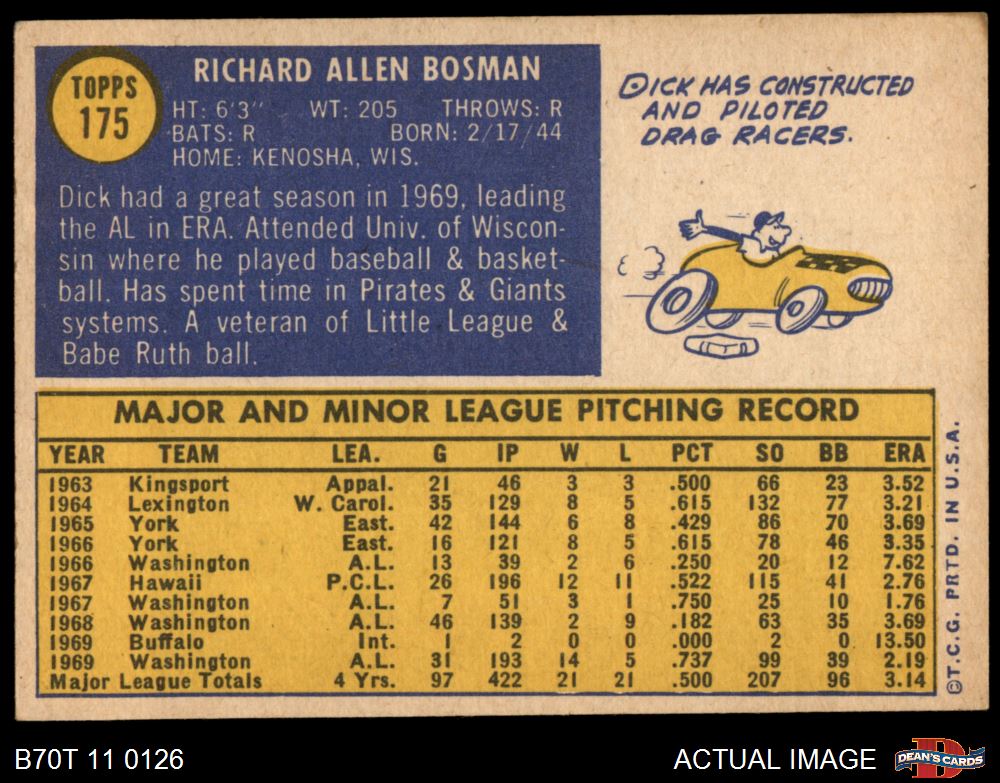 TOPPS
175
RICHARD ALLEN BOSMAN
HT: 6'3" WT: 205 THROWS: R
BATS: R BORN: 2/17/44
HOME: KENOSHA, WIS.
Dick had a great season in 1969, leading
the AL in ERA. Attended Univ. of Wiscon-
sin where he played baseball & basket-
ball. Has spent time in Pirates & Giants
systems. A veteran of Little League &
Babe Ruth ball.
DICK HAS CONSTRUCTED
AND PILOTED
DRAG RACERS.
MAJOR AND MINOR LEAGUE PITCHING RECORD
YEAR TEAM LEA. G IP W L PCT SO BB ERA
1963 Kingsport Appal. 21 46 3 3 .500 66 23 3.52
1964 Lexington W. Carol. 35 129 8 5 .615 132 77 3.21
1965 York East. 42 144 6 8 .429 86 70 3.69
1966 York East. 16 121 8 5 .615 78 46 3.35
1966 Washington A.L. 13 39 2 6 .250 20 12 7.62
1967 Hawaii P.C.L. 26 196 12 11 .522 115 41 2.76
1967 Washington A.L. 7 51 3 1 .750 25 10 1.76
1968 Washington A.L. 46 139 2 9 .182 63 35 3.69
1969 Buffalo Int. 1 2 0 0 .000 2 0 13.50
1969 Washington A.L. 31 193 14 5 .737 99 39 2.19
Major League Totals 4 Yrs. 97 422 21 21 .500 207 96 3.14
©T.C.G. PRTD. IN U.S.A.
B70T 11 0126
ACTUAL IMAGE
D
DEAN'S CARDS